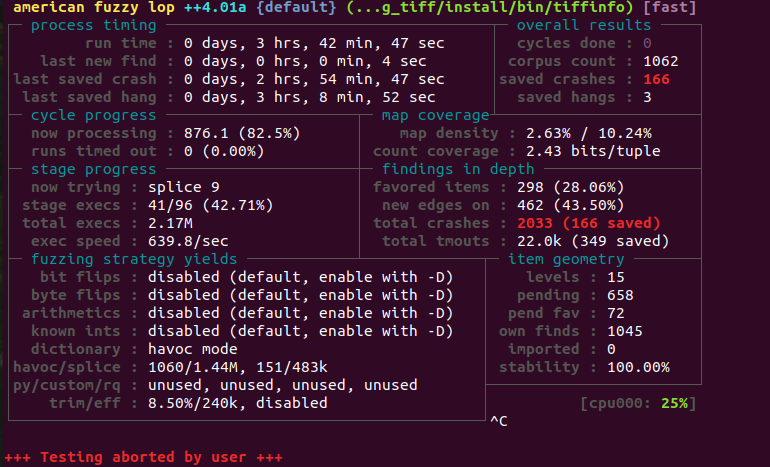 american fuzzy lop ++4.01a {default} (...g_tiff/install/bin/tiffinfo) [fast]
process timing overall results
run time : 0 days, 3 hrs, 42 min, 47 sec cycles done : 0
last new find : 0 days, 0 hrs, 0 min, 4 sec corpus count : 1062
last saved crash : 0 days, 2 hrs, 54 min, 47 sec saved crashes : 166
last saved hang : 0 days, 3 hrs, 8 min, 52 sec saved hangs : 3
cycle progress map coverage
now processing : 876.1 (82.5%) map density : 2.63% / 10.24%
runs timed out : 0 (0.00%) count coverage : 2.43 bits/tuple
stage progress findings in depth
now trying : splice 9 favored items : 298 (28.06%)
stage execs : 41/96 (42.71%) new edges on : 462 (43.50%)
total execs : 2.17M total crashes : 2033 (166 saved)
exec speed : 639.8/sec total tmouts : 22.0k (349 saved)
fuzzing strategy yields item geometry
bit flips : disabled (default, enable with -D) levels : 15
byte flips : disabled (default, enable with -D) pending : 658
arithmetics : disabled (default, enable with -D) pend fav : 72
known ints : disabled (default, enable with -D) own finds : 1045
dictionary : havoc mode imported : 0
havoc/splice : 1060/1.44M, 151/483k stability : 100.00%
py/custom/rq : unused, unused, unused, unused
trim/eff : 8.50%/240k, disabled [cpu000: 25%]
^C
+++ Testing aborted by user +++